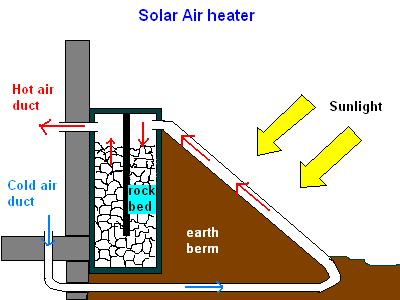 Solar Air heater
Hot air
duct
Sunlight
Cold air
duct
rock
bed
earth
berm